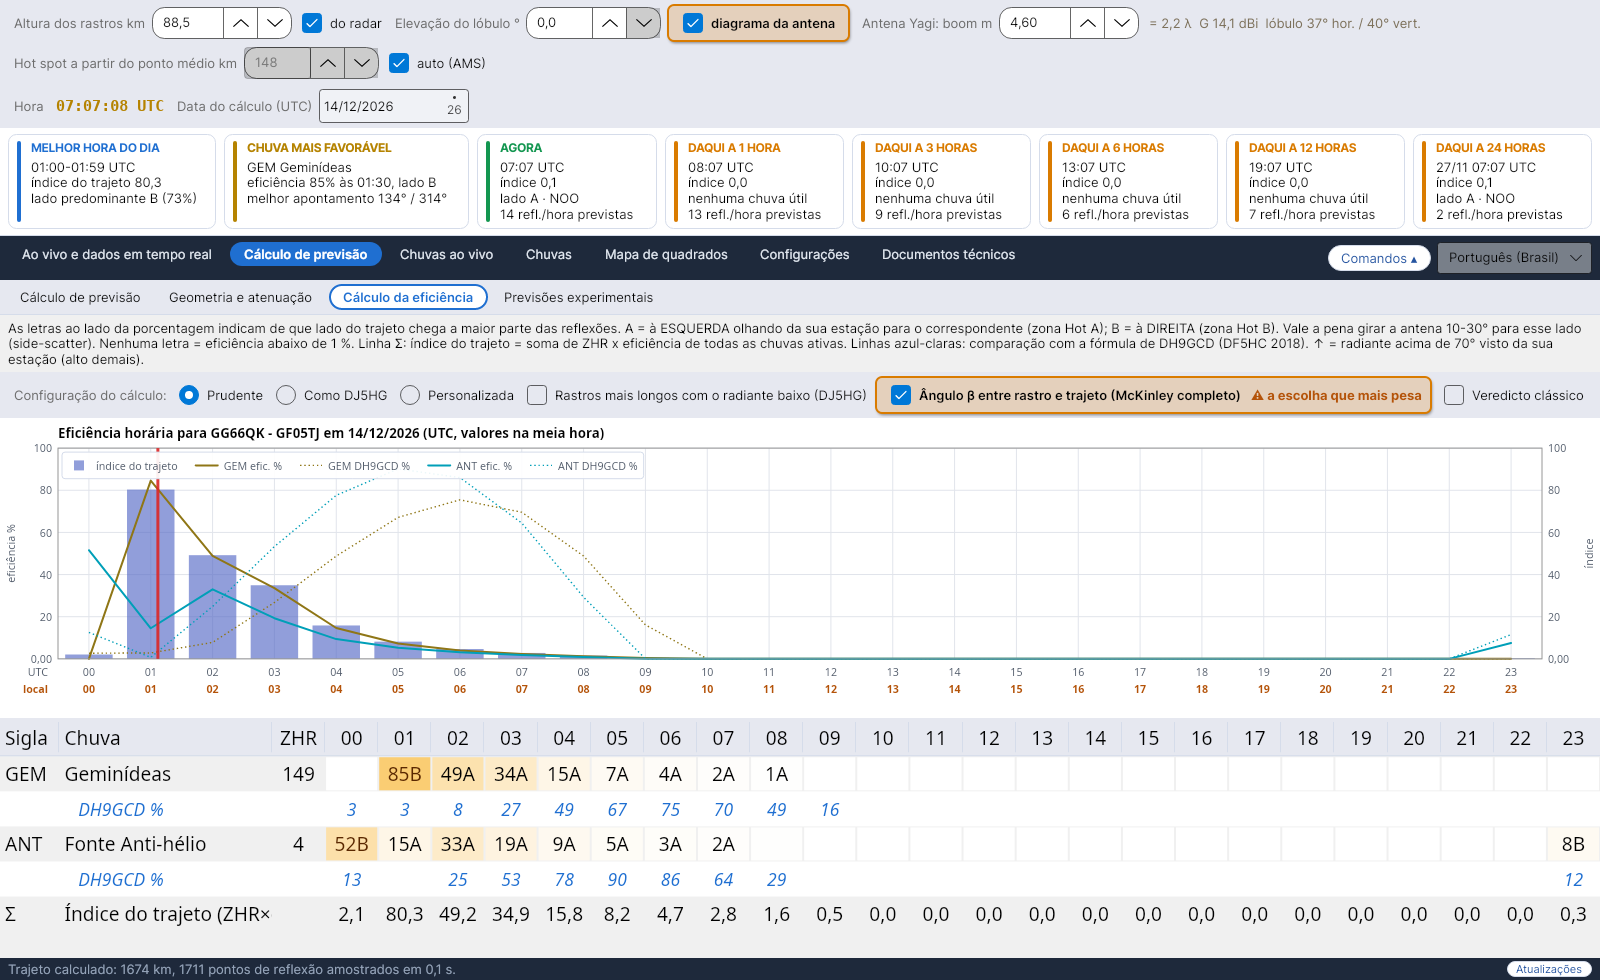 Altura dos rastros km 88,5 do radar Elevação do lóbulo ° 0,0 diagrama da antena Antena Yagi: boom m 4,60 = 2,2 λ G 14,1 dBi lóbulo 37° hor. / 40° vert.
Hot spot a partir do ponto médio km 148 auto (AMS)
Hora 07:07:08 UTC Data do cálculo (UTC) 14/12/2026 26
MELHOR HORA DO DIA
01:00-01:59 UTC
índice do trajeto 80,3
lado predominante B (73%)
CHUVA MAIS FAVORÁVEL
GEM Geminídeas
eficiência 85% às 01:30, lado B
melhor apontamento 134° / 314°
AGORA
07:07 UTC
índice 0,1
lado A · NOO
14 refl./hora previstas
DAQUI A 1 HORA
08:07 UTC
índice 0,0
nenhuma chuva útil
13 refl./hora previstas
DAQUI A 3 HORAS
10:07 UTC
índice 0,0
nenhuma chuva útil
9 refl./hora previstas
DAQUI A 6 HORAS
13:07 UTC
índice 0,0
nenhuma chuva útil
6 refl./hora previstas
DAQUI A 12 HORAS
19:07 UTC
índice 0,0
nenhuma chuva útil
7 refl./hora previstas
DAQUI A 24 HORAS
27/11 07:07 UTC
índice 0,1
lado A · NOO
2 refl./hora previstas
Ao vivo e dados em tempo real Cálculo de previsão Chuvas ao vivo Chuvas Mapa de quadrados Configurações Documentos técnicos Comandos ▴ Português (Brasil)
Cálculo de previsão Geometria e atenuação Cálculo da eficiência Previsões experimentais
As letras ao lado da porcentagem indicam de que lado do trajeto chega a maior parte das reflexões. A = à ESQUERDA olhando da sua estação para o correspondente (zona Hot A); B = à DIREITA (zona Hot B). Vale a pena girar a antena 10-30° para esse lado
(side-scatter). Nenhuma letra = eficiência abaixo de 1 %. Linha Σ: índice do trajeto = soma de ZHR x eficiência de todas as chuvas ativas. Linhas azul-claras: comparação com a fórmula de DH9GCD (DF5HC 2018). ↑ = radiante acima de 70° visto da sua
estação (alto demais).
Configuração do cálculo: Prudente Como DJ5HG Personalizada Rastros mais longos com o radiante baixo (DJ5HG) Ângulo β entre rastro e trajeto (McKinley completo) ⚠ a escolha que mais pesa Veredicto clássico
Eficiência horária para GG66QK - GF05TJ em 14/12/2026 (UTC, valores na meia hora)
índice do trajeto GEM efic. % GEM DH9GCD % ANT efic. % ANT DH9GCD %
100 100
80 80
60 60
40 40
20 20
0,00 0,00
eficiência %
índice
UTC 00 01 02 03 04 05 06 07 08 09 10 11 12 13 14 15 16 17 18 19 20 21 22 23
local 00 01 02 03 04 05 06 07 08 09 10 11 12 13 14 15 16 17 18 19 20 21 22 23
Sigla Chuva ZHR 00 01 02 03 04 05 06 07 08 09 10 11 12 13 14 15 16 17 18 19 20 21 22 23
GEM Geminídeas 149 85B 49A 34A 15A 7A 4A 2A 1A
DH9GCD % 3 3 8 27 49 67 75 70 49 16
ANT Fonte Anti-hélio 4 52B 15A 33A 19A 9A 5A 3A 2A 8B
DH9GCD % 13 25 53 78 90 86 64 29 12
Σ Índice do trajeto (ZHR× 2,1 80,3 49,2 34,9 15,8 8,2 4,7 2,8 1,6 0,5 0,0 0,0 0,0 0,0 0,0 0,0 0,0 0,0 0,0 0,0 0,0 0,0 0,0 0,3
Trajeto calculado: 1674 km, 1711 pontos de reflexão amostrados em 0,1 s. Atualizações